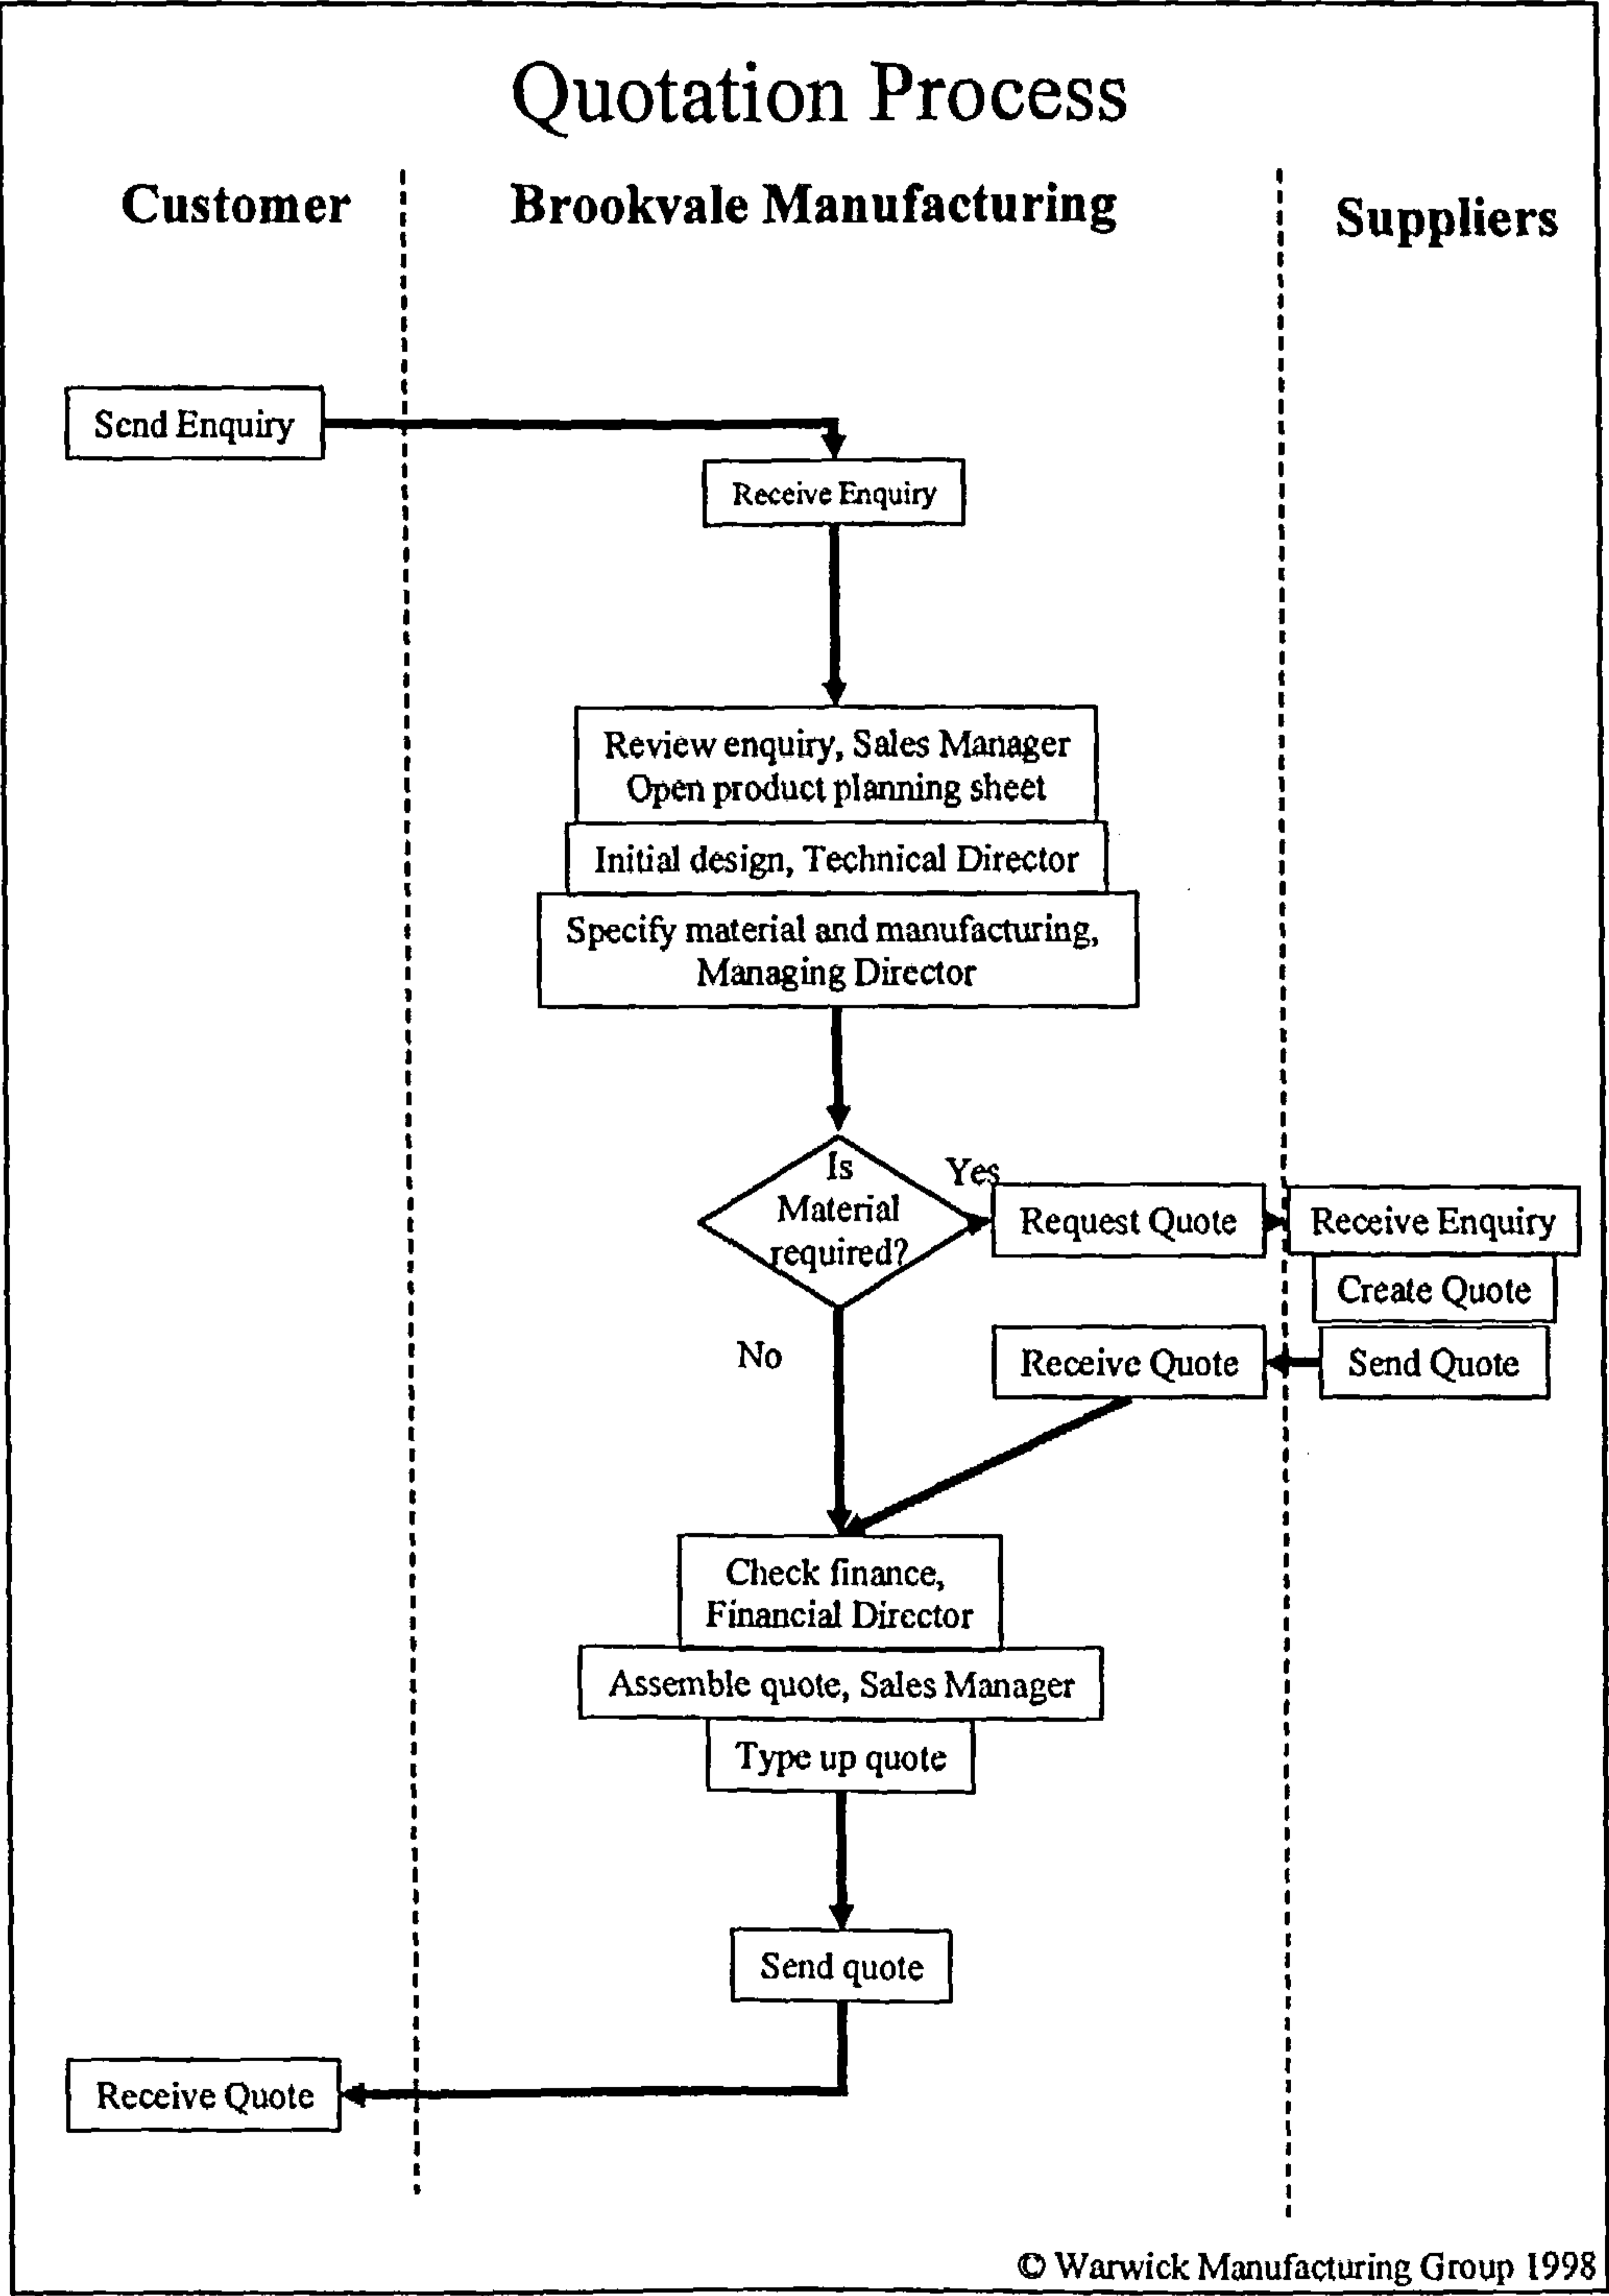 Quotation Process
Customer
Brookvale Manufacturing
Suppliers
Send Enquiry
Receive Enquiry
Review enquiry, Sales Manager
Open product planning sheet
Initial design, Technical Director
Specify material and manufacturing,
Managing Director
Is
Material
required?
Yes
Request Quote
Receive Enquiry
Create Quote
No
Receive Quote
Send Quote
Check finance,
Financial Director
Assemble quote, Sales Manager
Type up quote
Send quote
Receive Quote
© Warwick Manufacturing Group 1998